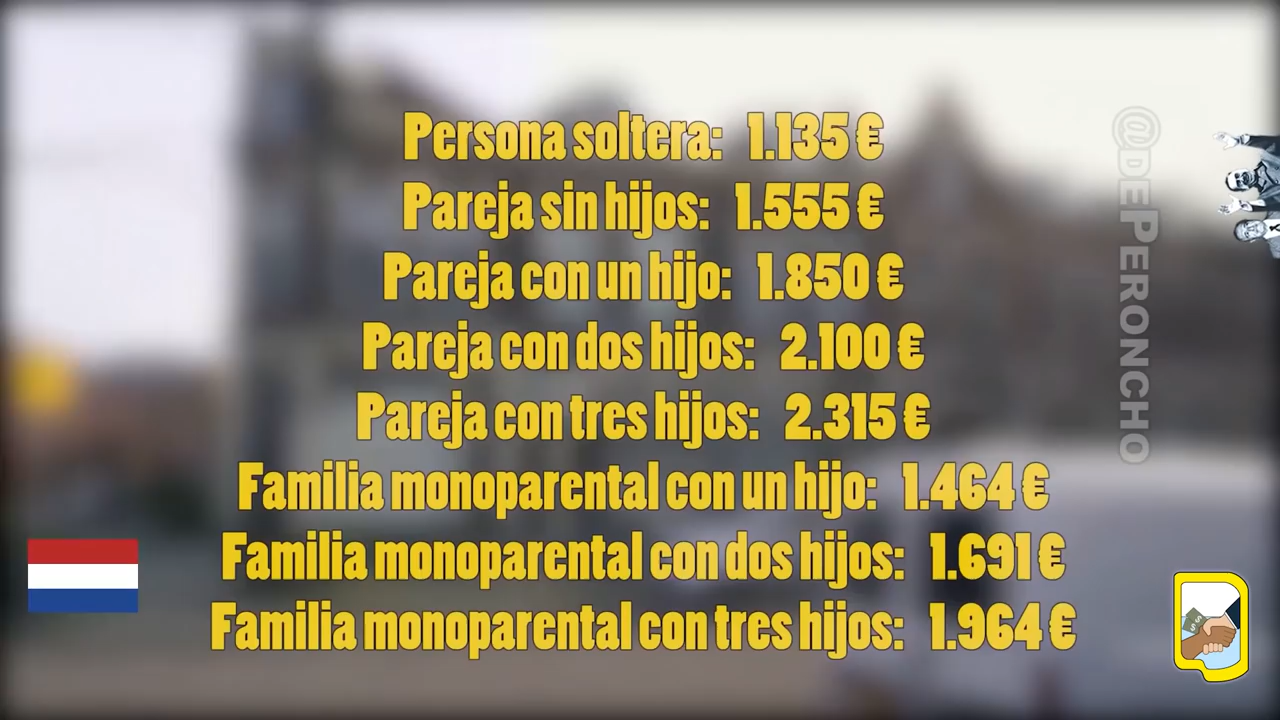 Persona soltera: 1.135 €
Pareja sin hijos: 1.555 €
Pareja con un hijo: 1.850 €
Pareja con dos hijos: 2.100 €
Pareja con tres hijos: 2.315 €
Familia monoparental con un hijo: 1.464 €
Familia monoparental con dos hijos: 1.691 €
Familia monoparental con tres hijos: 1.964 €
@DEPERONCHO